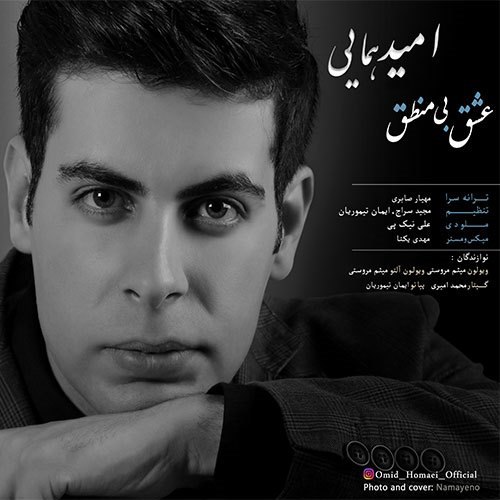 امید همایی
عشق بی منطق
ترانه سرا مهیار صابری
تنظیم مجید سراج ، ایمان تیموریان
ملودی علی نیک پی
میکس و مستر مهدی یکتا
نوازندگان :
ویولون میثم مروستی ویولون آلتو میثم مروستی
گیتار محمد امیری پیانو ایمان تیموریان
Omid_Homaei_Official
Photo and cover: Namayeno